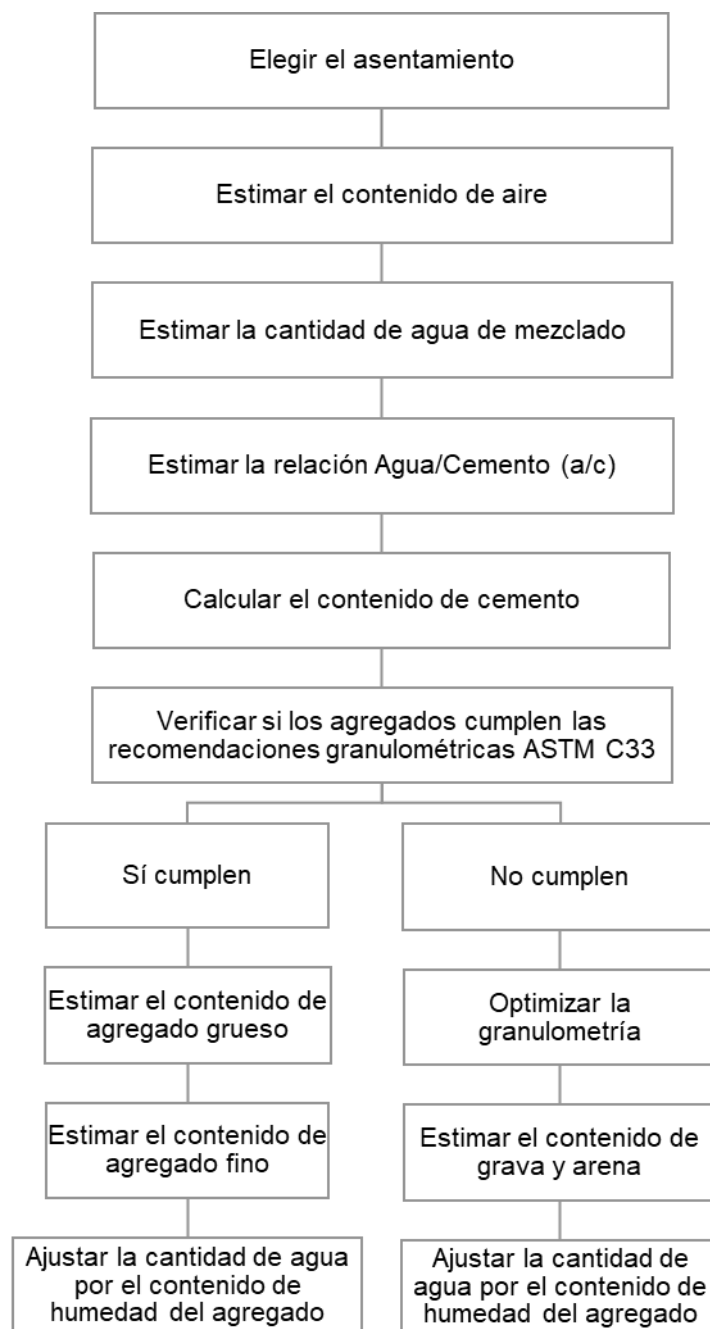 Elegir el asentamiento
Estimar el contenido de aire
Estimar la cantidad de agua de mezclado
Estimar la relación Agua/Cemento (a/c)
Calcular el contenido de cemento
Verificar si los agregados cumplen las
recomendaciones granulométricas ASTM C33
Sí cumplen
No cumplen
Estimar el contenido de
agregado grueso
Optimizar la
granulometría
Estimar el contenido de
agregado fino
Estimar el contenido de
grava y arena
Ajustar la cantidad de agua
por el contenido de
humedad del agregado
Ajustar la cantidad de
agua por el contenido de
humedad del agregado